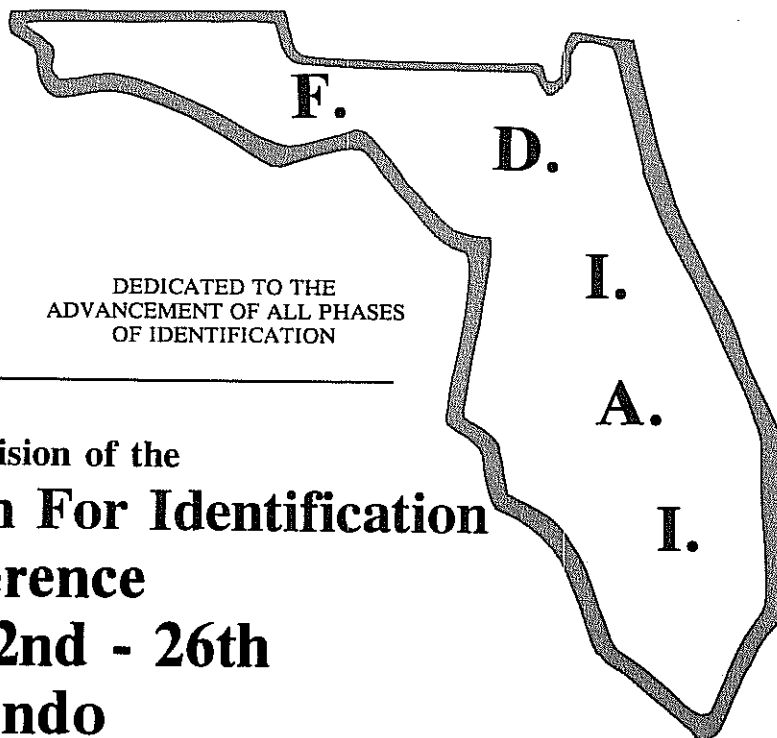 F.
D.
I.
A.
I.
DEDICATED TO THE
ADVANCEMENT OF ALL PHASES
OF IDENTIFICATION
ision of the
n For Identification
erence
2nd - 26th
ndo